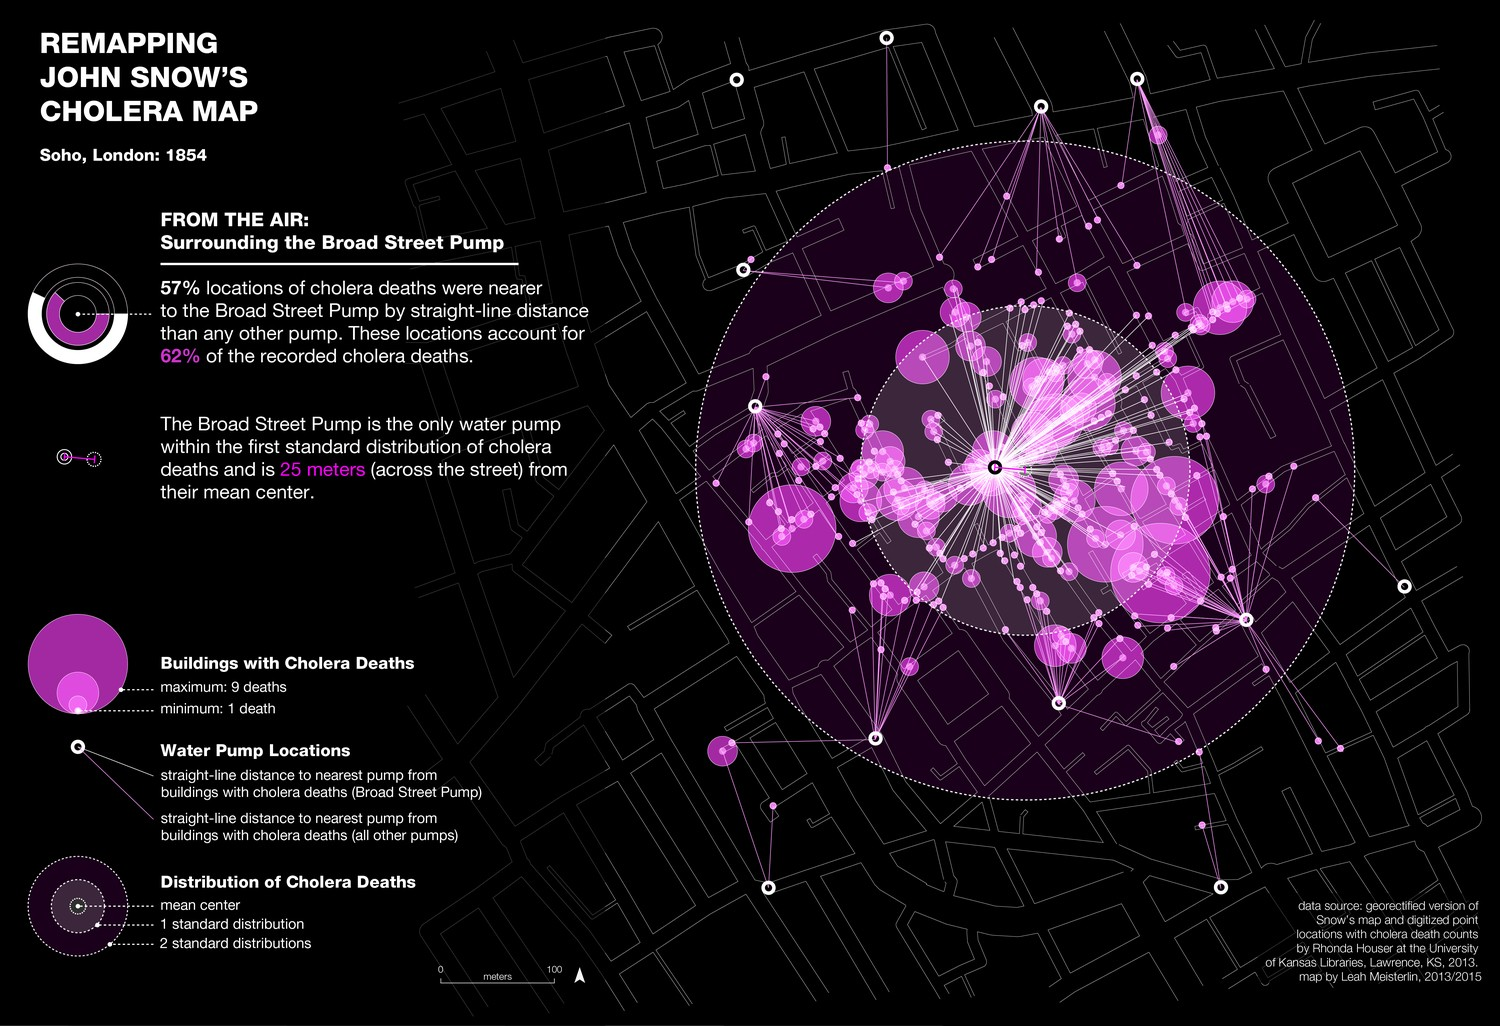 REMAPPING
JOHN SNOW'S
CHOLERA MAP
Soho, London: 1854
FROM THE AIR:
Surrounding the Broad Street Pump
57% locations of cholera deaths were nearer
to the Broad Street Pump by straight-line distance
than any other pump. These locations account for
62% of the recorded cholera deaths.
The Broad Street Pump is the only water pump
within the first standard distribution of cholera
deaths and is 25 meters (across the street) from
their mean center.
Buildings with Cholera Deaths
maximum: 9 deaths
minimum: 1 death
Water Pump Locations
straight-line distance to nearest pump from
buildings with cholera deaths (Broad Street Pump)
straight-line distance to nearest pump from
buildings with cholera deaths (all other pumps)
Distribution of Cholera Deaths
mean center
1 standard distribution
2 standard distributions
0 100
meters
data source: georectified version of
Snow's map and digitized point
locations with cholera death counts
by Rhonda Houser at the University
of Kansas Libraries, Lawrence, KS, 2013.
map by Leah Meisterlin, 2013/2015